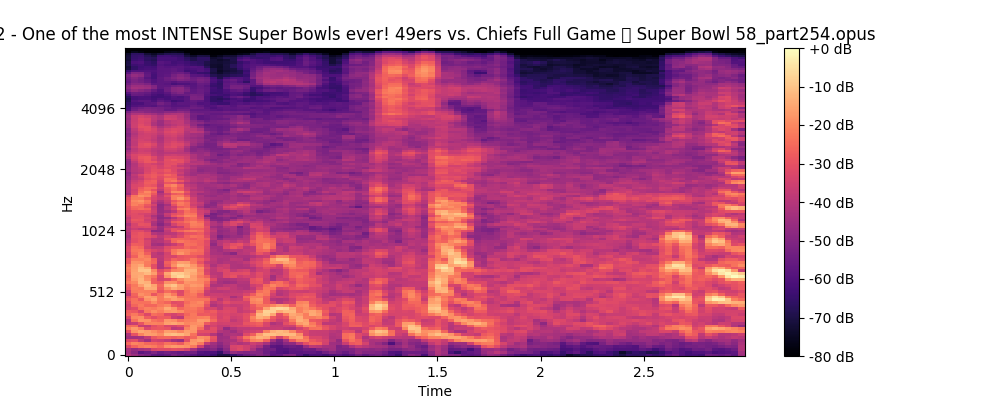 2 - One of the most INTENSE Super Bowls ever! 49ers vs. Chiefs Full Game  Super Bowl 58_part254.opus
+0 dB
-10 dB
-20 dB
-30 dB
-40 dB
-50 dB
-60 dB
-70 dB
-80 dB
4096
2048
1024
512
0
Hz
0
0.5
1
1.5
2
2.5
Time